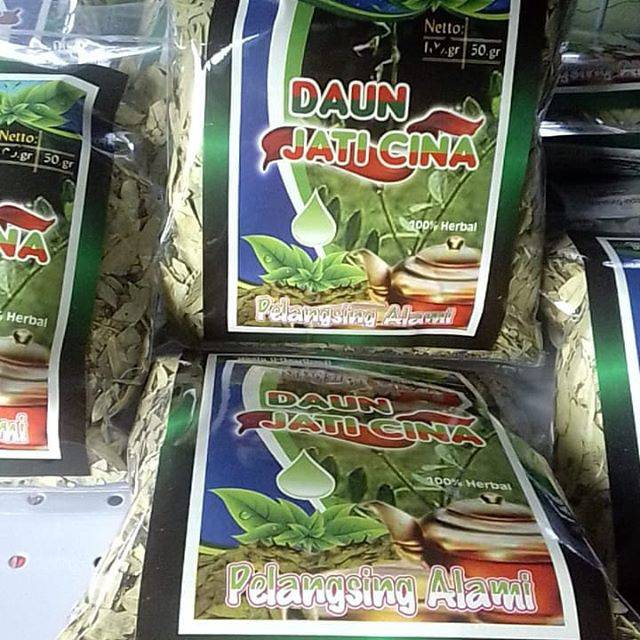 Netto:
50.gr
NA
Herbal
Netto:
50.gr
DAUN
JATI CINA
100% Herbal
Pelangsing Alami
DAUN
JATI CINA
100% Herbal
Pelangsing Alami